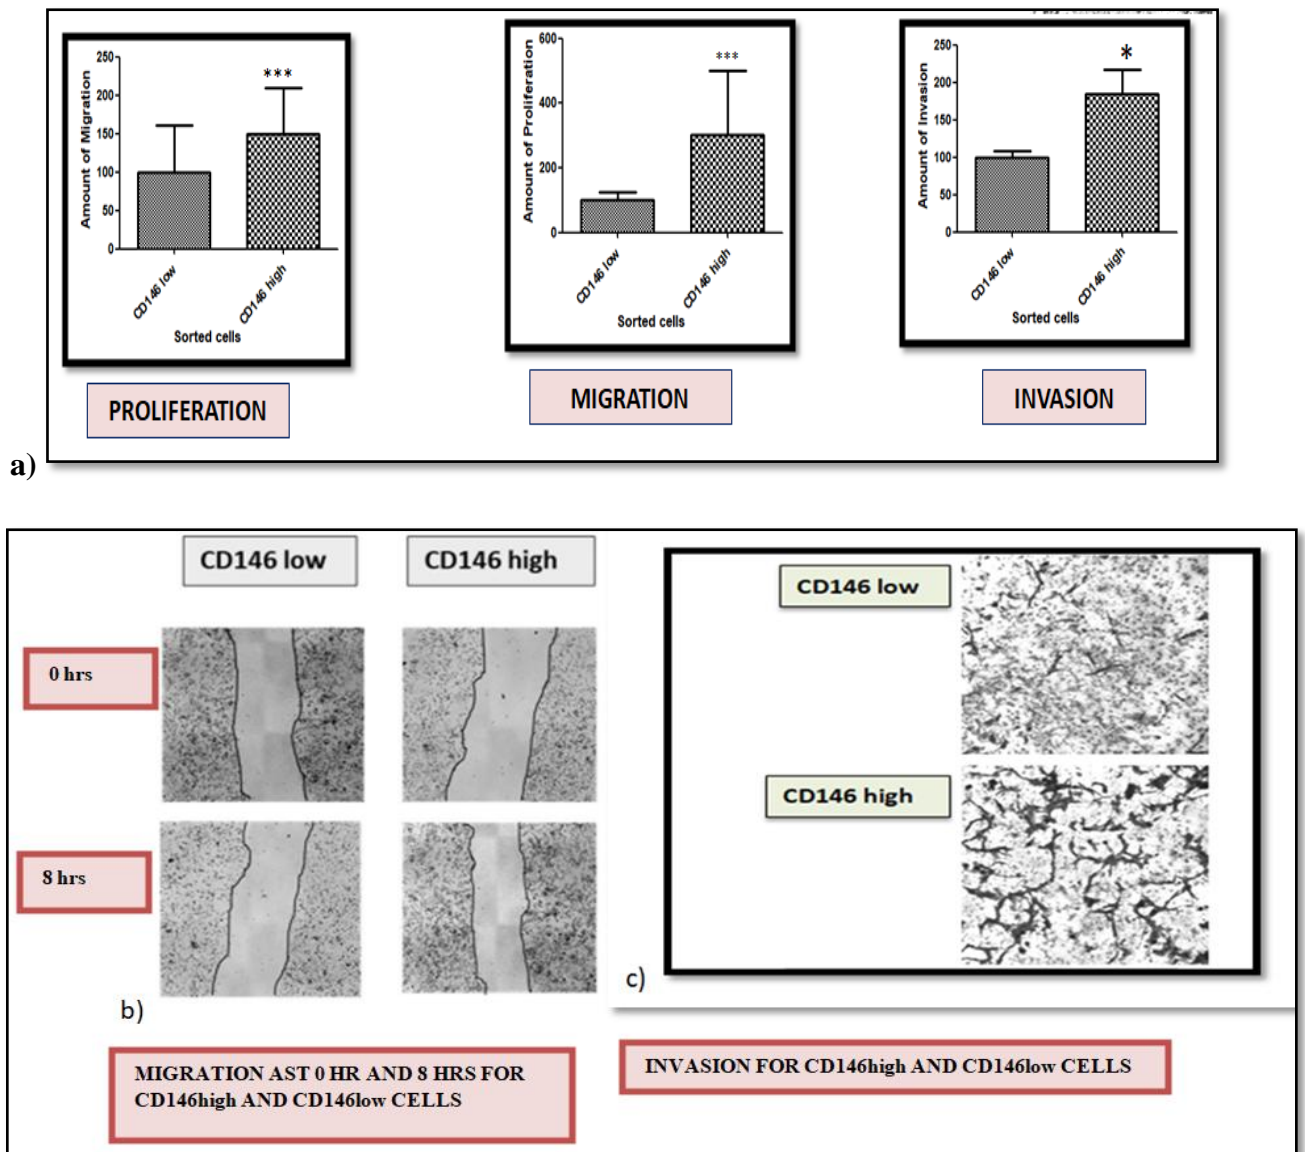 Amount of Migration
250
200
150
100
50
0
***
CD146 low
CD146 high
Sorted cells
PROLIFERATION
Amount of Proliferation
600
400
200
0
***
CD146 low
CD146 high
Sorted cells
MIGRATION
Amount of Invasion
250
200
150
100
50
0
*
CD146 low
CD146 high
Sorted cells
INVASION
a)
CD146 low
CD146 high
0 hrs
8 hrs
b)
MIGRATION AST 0 HR AND 8 HRS FOR
CD146high AND CD146low CELLS
CD146 low
CD146 high
c)
INVASION FOR CD146high AND CD146low CELLS